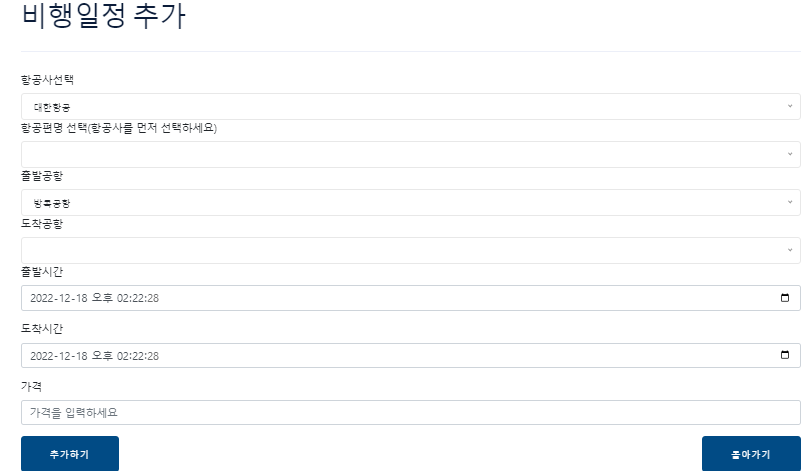 비행일정 추가
항공사선택
대한항공
항공편명 선택(항공사를 먼저 선택하세요)
출발공항
방콕공항
도착공항
출발시간
2022-12-18 오후 02:22:28
도착시간
2022-12-18 오후 02:22:28
가격
가격을 입력하세요
추가하기 돌아가기